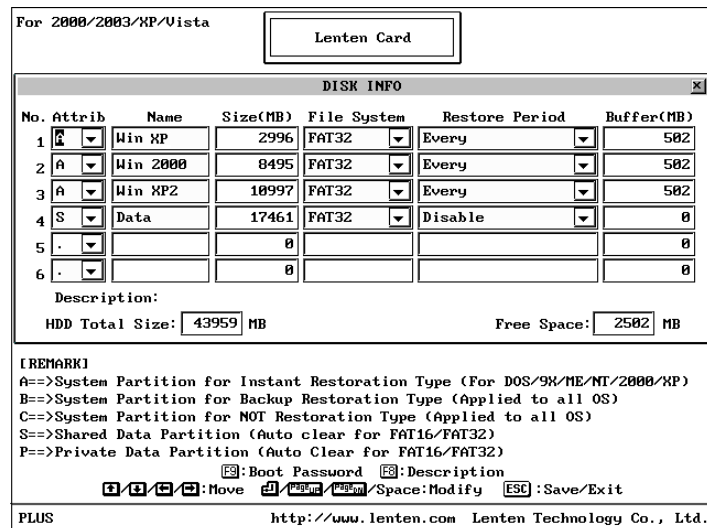 For 2000/2003/XP/Vista
Lenten Card
DISK INFO
No. Attrib Name Size(MB) File System Restore Period Buffer(MB)
1 A Win XP 2996 FAT32 Every 502
2 A Win 2000 8495 FAT32 Every 502
3 A Win XP2 10997 FAT32 Every 502
4 S Data 17461 FAT32 Disable 0
5 . 0 0
6 . 0 0
Description:
HDD Total Size: 43959 MB Free Space: 2502 MB
[REMARK]
A==>System Partition for Instant Restoration Type (For DOS/9X/ME/NT/2000/XP)
B==>System Partition for Backup Restoration Type (Applied to all OS)
C==>System Partition for NOT Restoration Type (Applied to all OS)
S==>Shared Data Partition (Auto clear for FAT16/FAT32)
P==>Private Data Partition (Auto Clear for FAT16/FAT32)
F9:Boot Password F8:Description
↑/↓/←/→:Move ↵/PageUP/PageDN/Space:Modify ESC:Save/Exit
PLUS http://www.lenten.com Lenten Technology Co., Ltd.